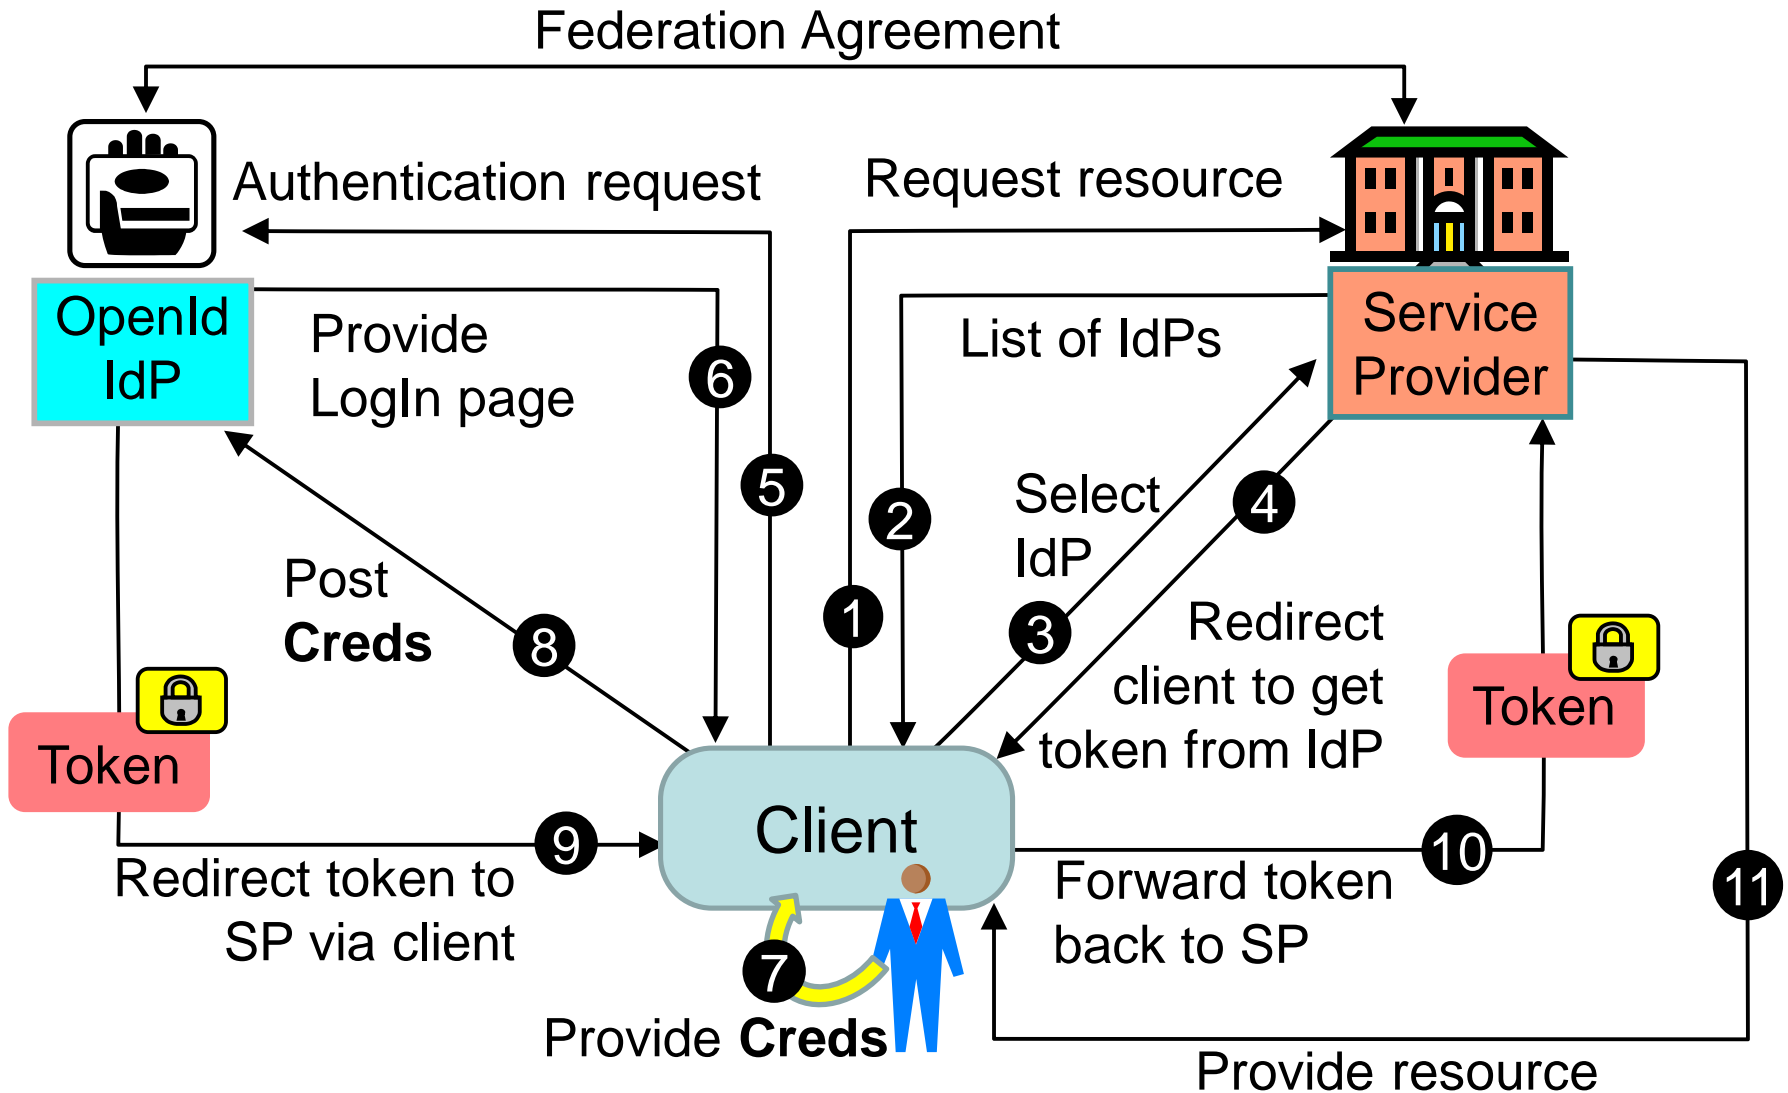 Federation Agreement
Authentication request
Request resource
OpenId
IdP
Provide
LogIn page
6
List of IdPs
Service
Provider
5
2
Select
IdP
4
Post
Creds
8
1
3
Redirect
client to get
token from IdP
Token
Token
Client
9
Redirect token to
SP via client
10
Forward token
back to SP
11
7
Provide Creds
Provide resource